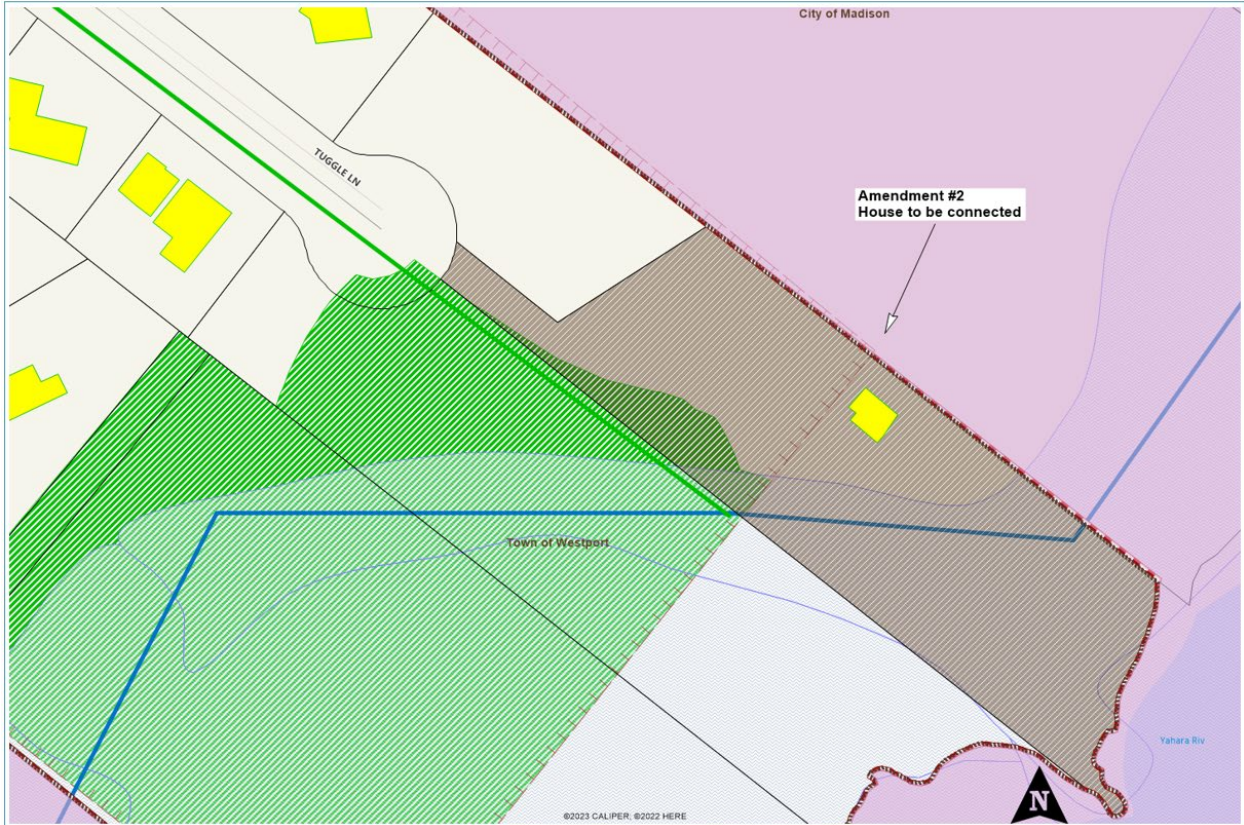 City of Madison
TUGGLE LN
Amendment #2
House to be connected
Town of Westport
Yahara Riv
N
©2023 CALIPER; ©2022 HERE